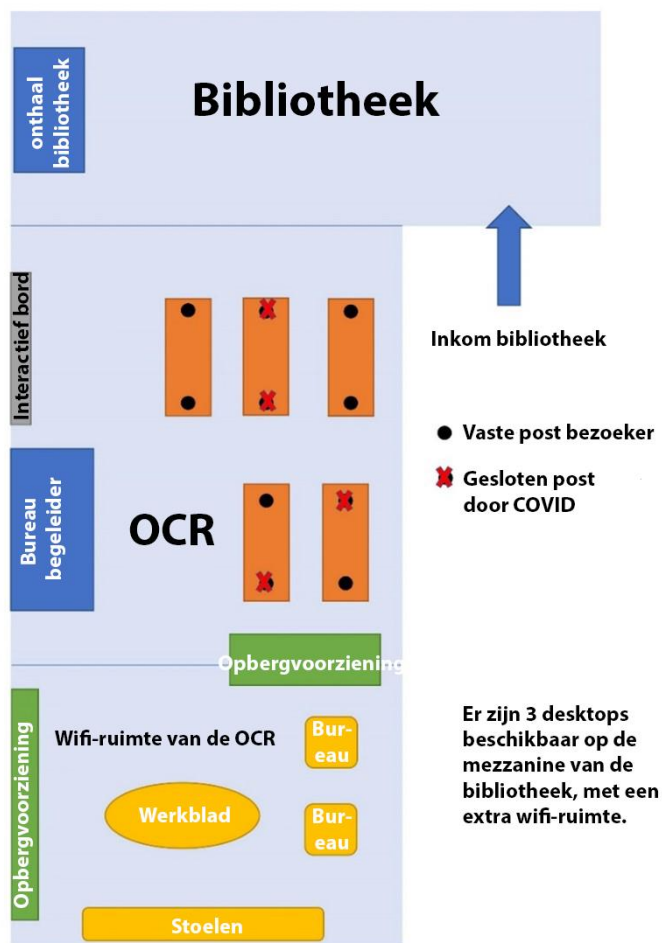 onthaal
bibliotheek
Bibliotheek
Interactief bord
Inkom bibliotheek
Vaste post bezoeker
Gesloten post
door COVID
Bureau
begeleider
OCR
Opbergvoorziening
Opbergvoorziening
Wifi-ruimte van de OCR
Bur-
eau
Werkblad
Bur-
eau
Stoelen
Er zijn 3 desktops
beschikbaar op de
mezzanine van de
bibliotheek, met een
extra wifi-ruimte.